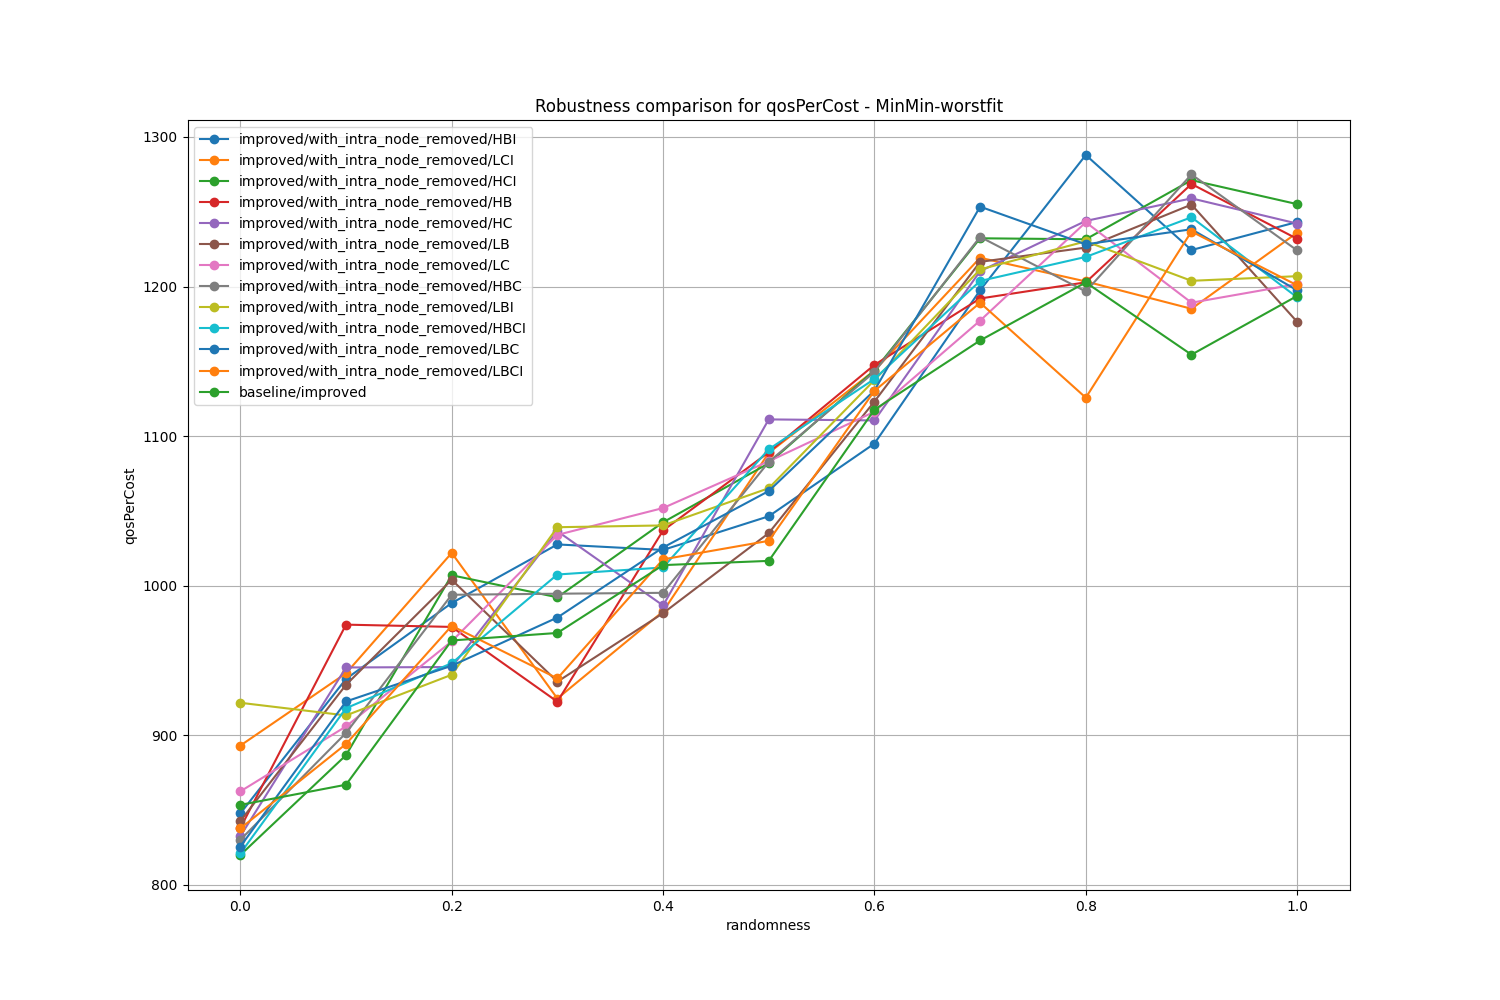 Robustness comparison for qosPerCost - MinMin-worstfit
1300
1200
1100
1000
900
800
qosPerCost
improved/with_intra_node_removed/HBI
improved/with_intra_node_removed/LCI
improved/with_intra_node_removed/HCI
improved/with_intra_node_removed/HB
improved/with_intra_node_removed/HC
improved/with_intra_node_removed/LB
improved/with_intra_node_removed/LC
improved/with_intra_node_removed/HBC
improved/with_intra_node_removed/LBI
improved/with_intra_node_removed/HBCI
improved/with_intra_node_removed/LBC
improved/with_intra_node_removed/LBCI
baseline/improved
0.0 0.2 0.4 0.6 0.8 1.0
randomness